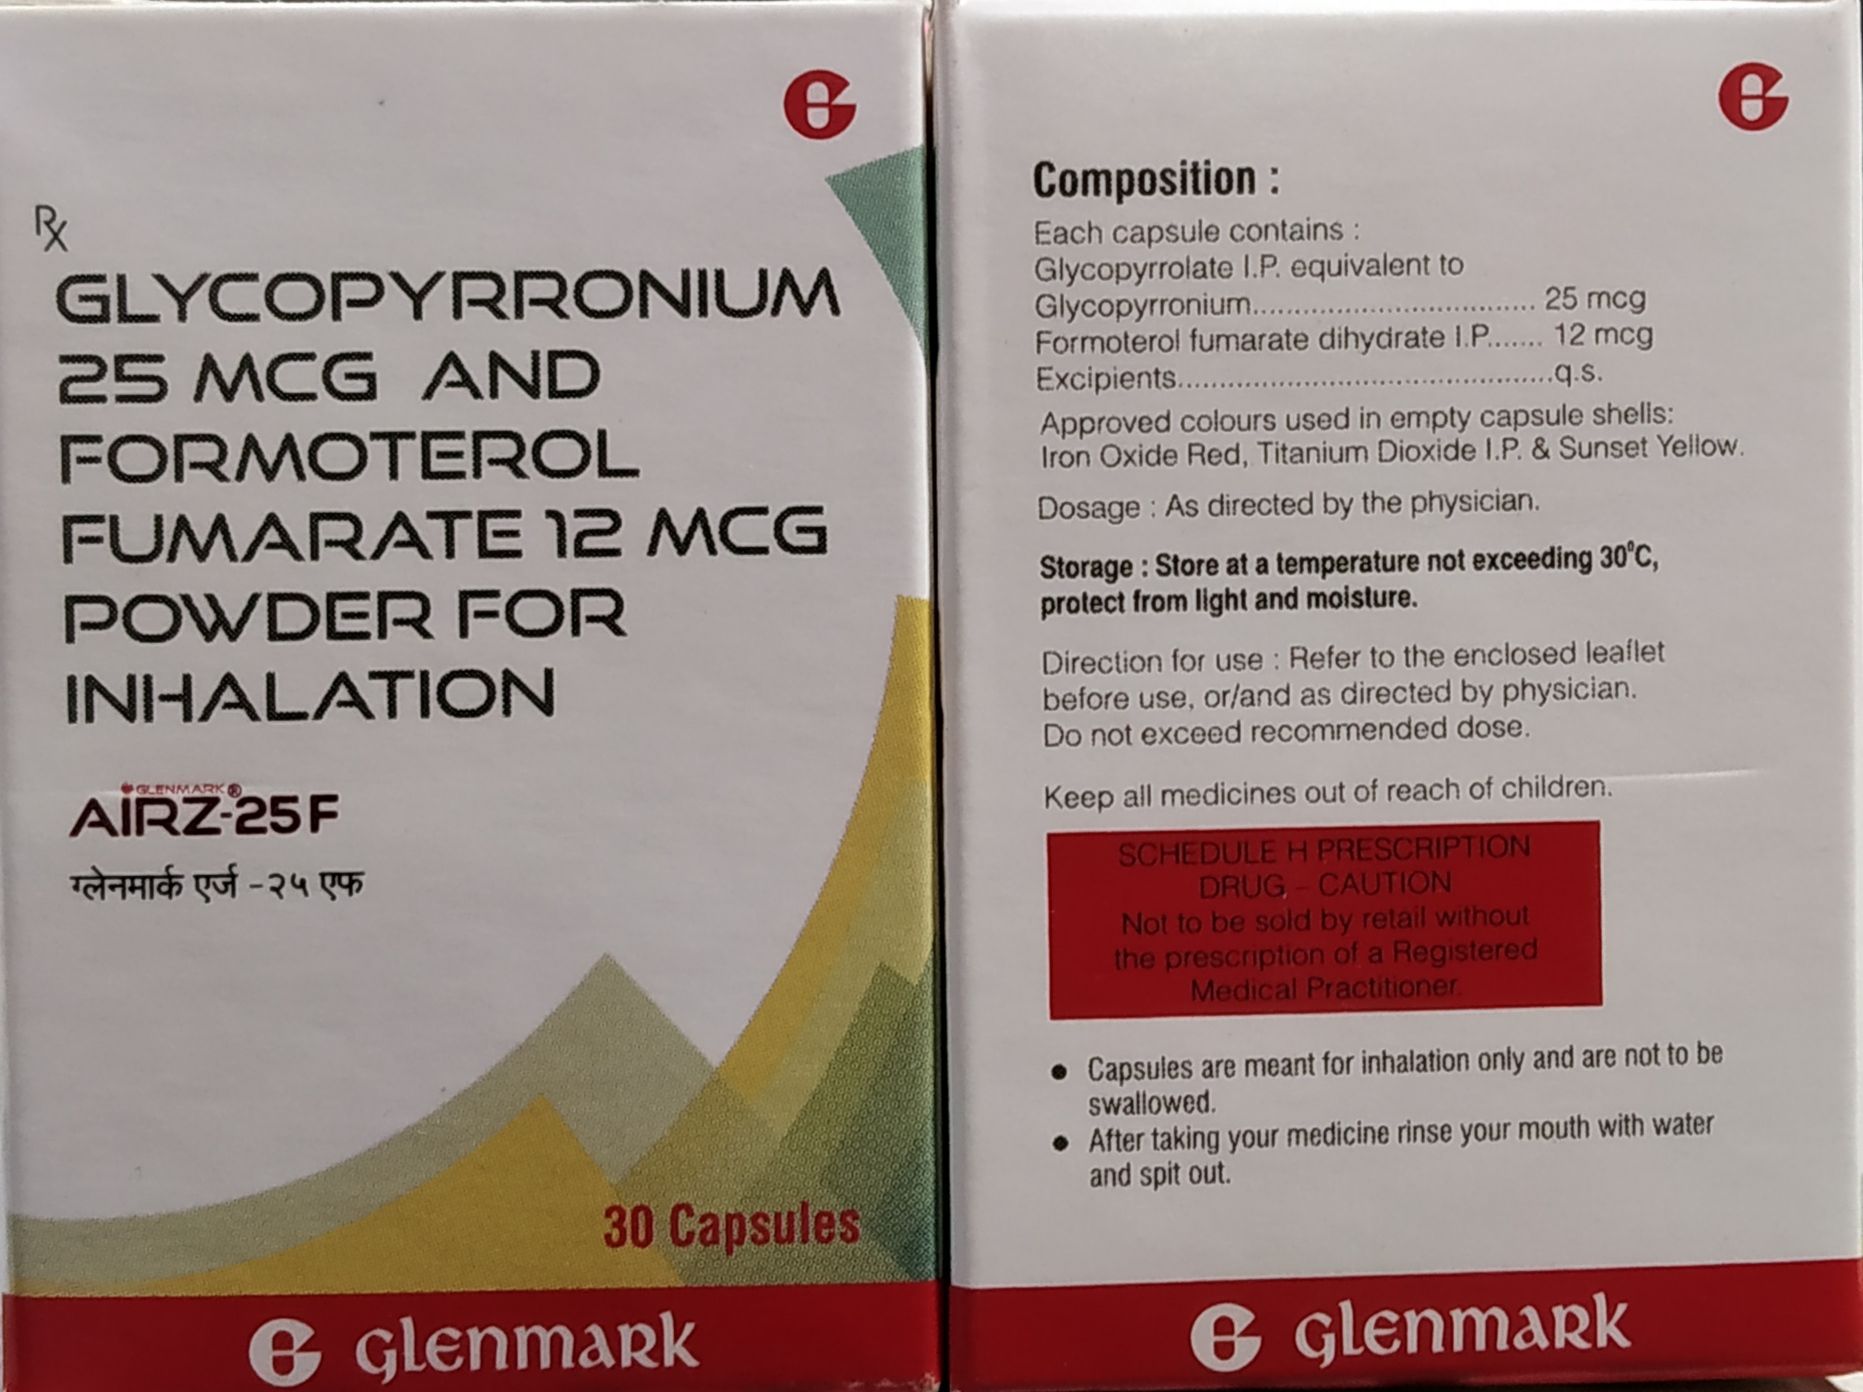 Rx
GLYCOPYRRONIUM
25 MCG AND
FORMOTEROL
FUMARATE 12 MCG
POWDER FOR
INHALATION
GLENMARK®
AIRZ-25F
ग्लेनमार्क एर्ज -२५ एफ
30 Capsules
GLENMARK
Composition :
Each capsule contains :
Glycopyrrolate I.P. equivalent to
Glycopyrronium.................................. 25 mcg
Formoterol fumarate dihydrate I.P....... 12 mcg
Excipients.............................................q.s.
Approved colours used in empty capsule shells:
Iron Oxide Red, Titanium Dioxide I.P. & Sunset Yellow.
Dosage : As directed by the physician.
Storage : Store at a temperature not exceeding 30⁰C,
protect from light and moisture.
Direction for use : Refer to the enclosed leaflet
before use, or/and as directed by physician.
Do not exceed recommended dose.
Keep all medicines out of reach of children.
SCHEDULE H PRESCRIPTION
DRUG - CAUTION
Not to be sold by retail without
the prescription of a Registered
Medical Practitioner.
● Capsules are meant for inhalation only and are not to be
swallowed.
● After taking your medicine rinse your mouth with water
and spit out.
GLENMARK